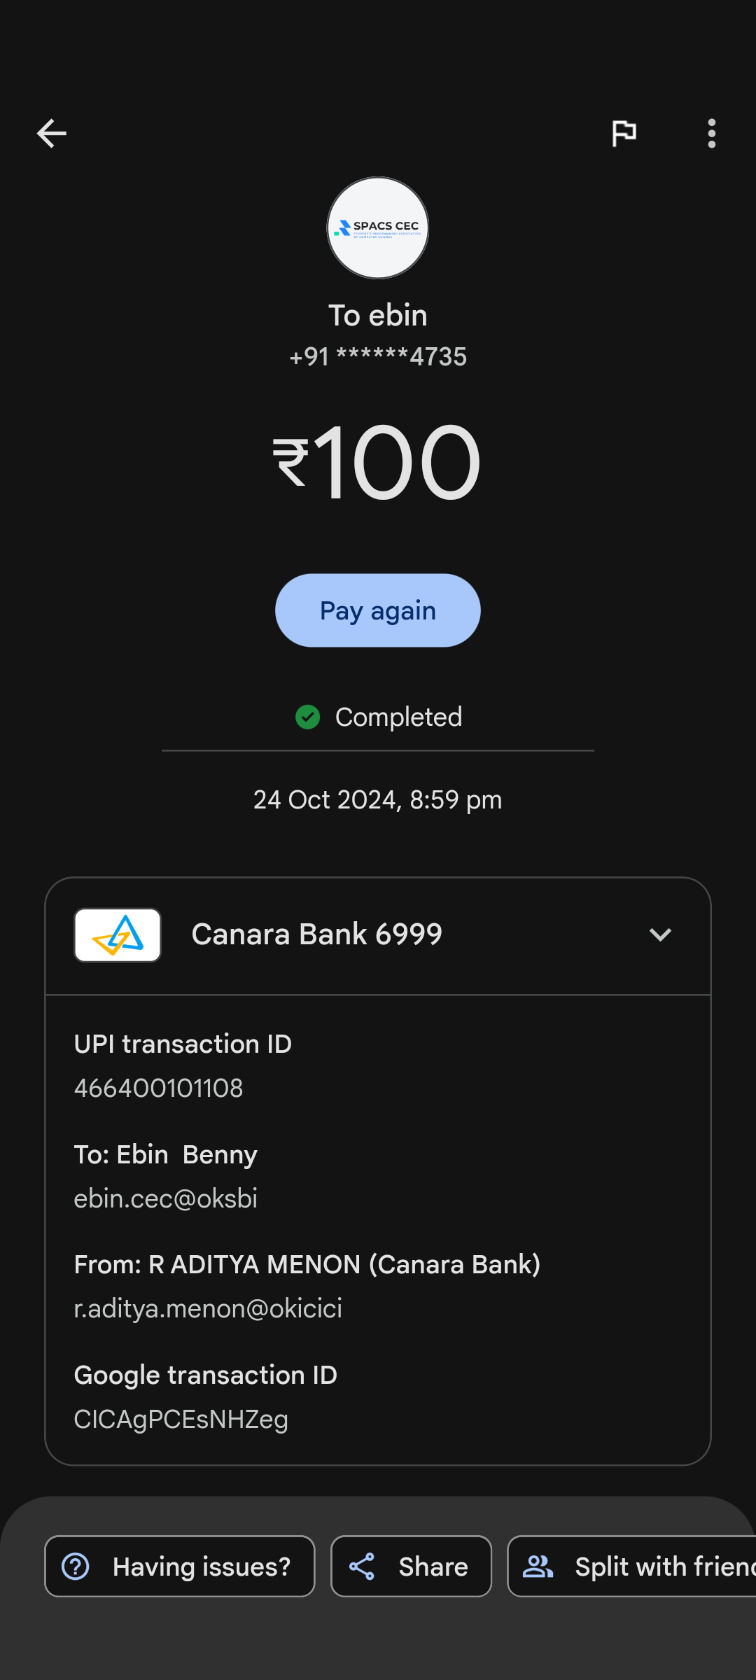 SPACS CEC
To ebin
+91 ******4735
₹100
Pay again
Completed
24 Oct 2024, 8:59 pm
Canara Bank 6999
UPI transaction ID
466400101108
To: Ebin  Benny
ebin.cec@oksbi
From: R ADITYA MENON (Canara Bank)
r.aditya.menon@okicici
Google transaction ID
CICAgPCEsNHZeg
Having issues?
Share
Split with frien